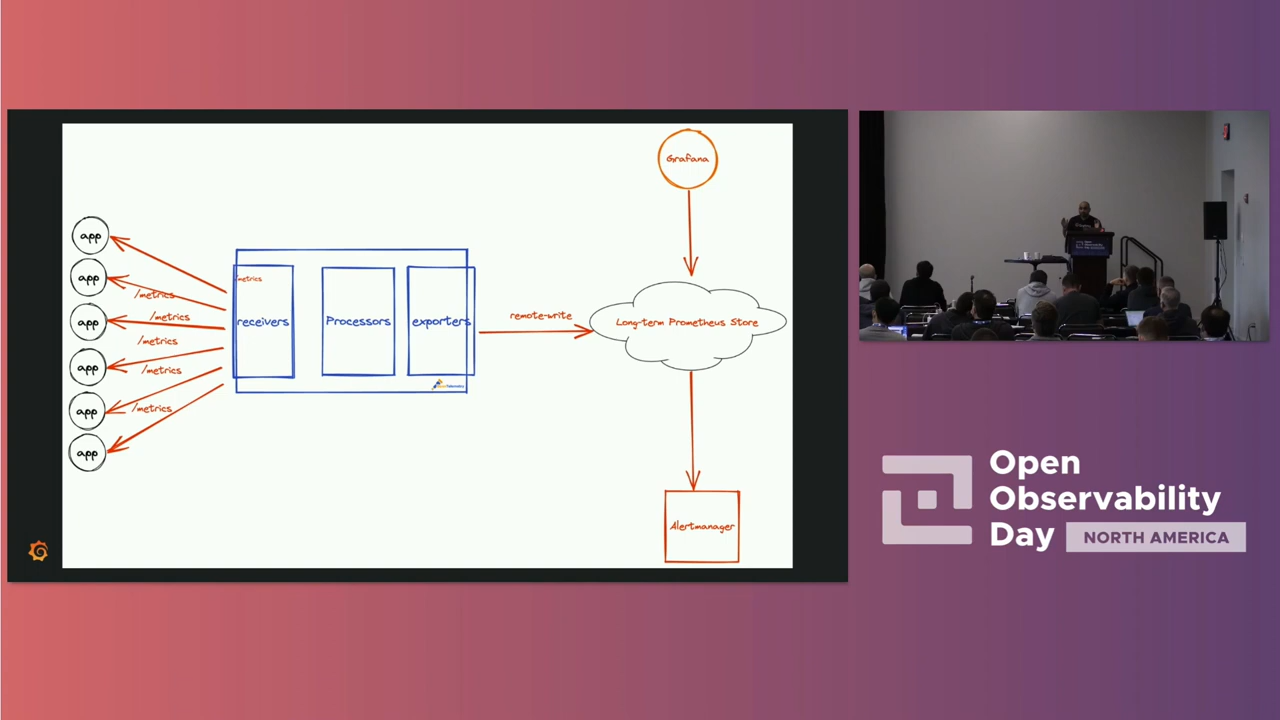 Grafana
app
app
app
app
app
app
/metrics
/metrics
/metrics
/metrics
/metrics
/metrics
receivers
Processors
exporters
remote-write
Long-term Prometheus Store
Alertmanager
Open
Observability
Day
NORTH AMERICA